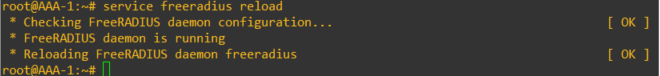 root@AAA-1:~# service freeradius reload
 * Checking FreeRADIUS daemon configuration... [ OK ]
 * FreeRADIUS daemon is running
 * Reloading FreeRADIUS daemon freeradius [ OK ]
root@AAA-1:~#